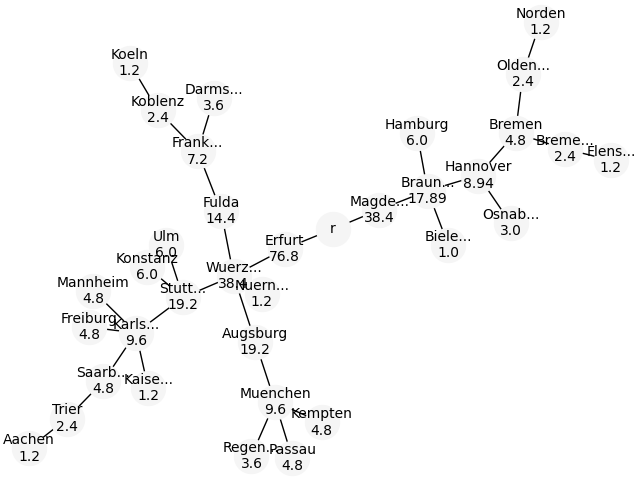 Norden
1.2
Koeln
1.2
Olden...
2.4
Darms...
3.6
Koblenz
2.4
Hamburg
6.0
Bremen
4.8
Breme...
2.4
Flens...
1.2
Frank...
7.2
Hannover
8.94
Braun...
17.89
Fulda
14.4
Magde...
38.4
Osnab...
3.0
r
Biele...
1.0
Ulm
6.0
Erfurt
76.8
Konstanz
6.0
Wuerz...
38.4
Mannheim
4.8
Stutt...
19.2
Nuern...
1.2
Freiburg
4.8
Karls...
9.6
Augsburg
19.2
Saarb...
4.8
Kaise...
1.2
Muenchen
9.6
Trier
2.4
Kempten
4.8
Aachen
1.2
Regen...
3.6
Passau
4.8